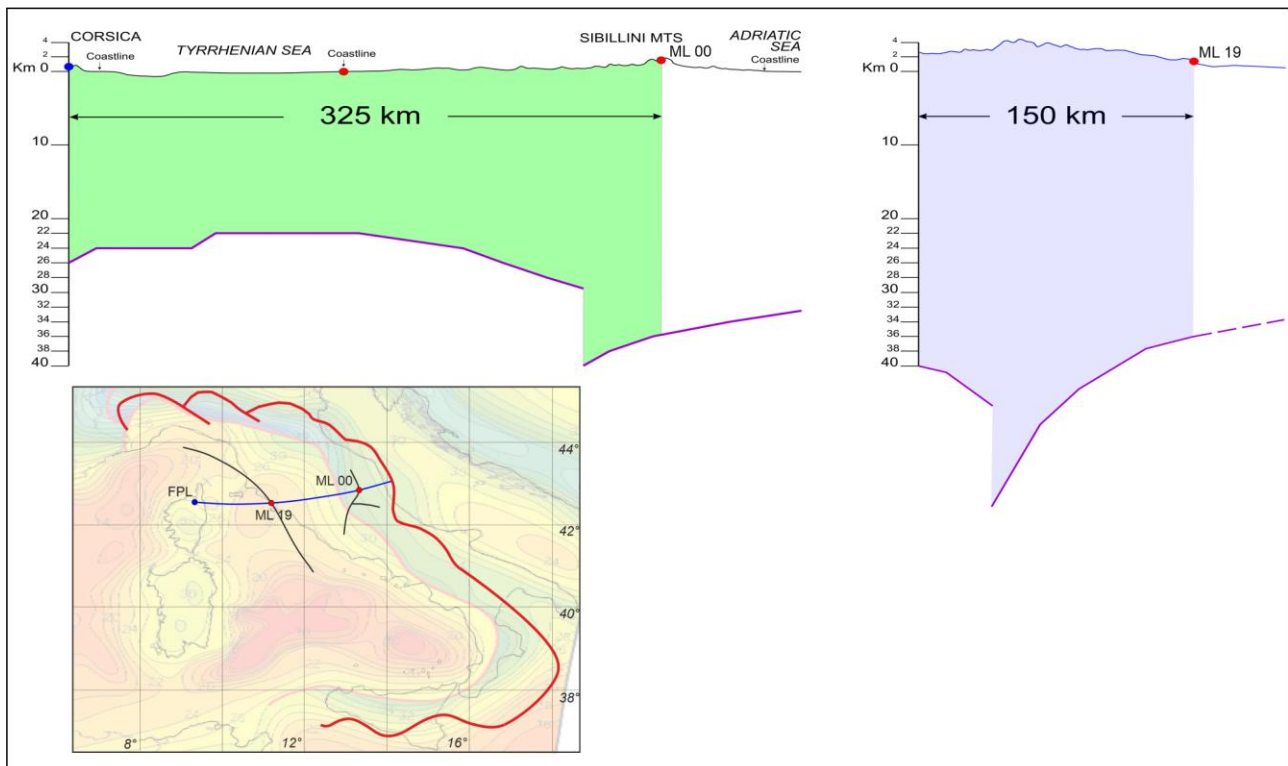 CORSICA
Coastline
TYRRHENIAN SEA
Coastline
SIBILLINI MTS
ML 00
ADRIATIC
SEA
Coastline
4
2
Km 0
10
20
22
24
26
28
30
32
34
36
38
40
325 km
4
2
Km 0
10
20
22
24
26
28
30
32
34
36
38
40
150 km
ML 19
FPL
ML 19
ML 00
44°
42°
40°
38°
8°
12°
16°